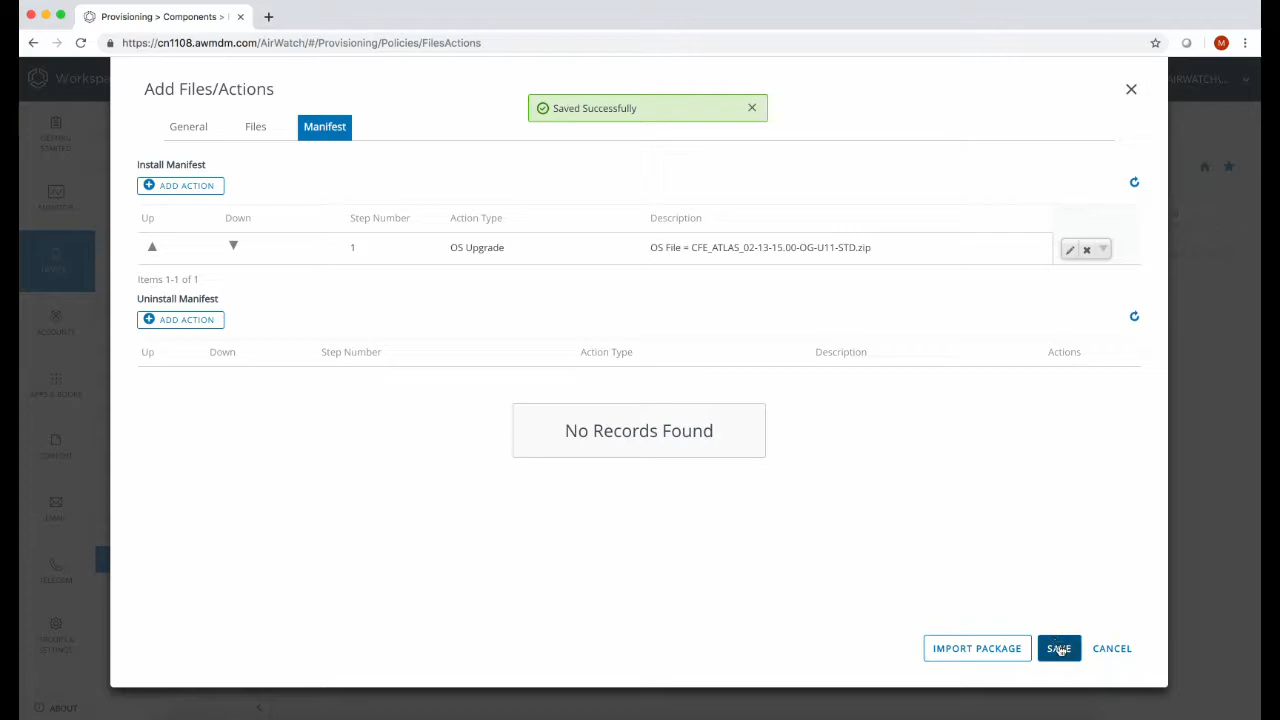 Provisioning > Components >
https://cn1108.awmdm.com/AirWatch/#/Provisioning/Policies/FilesActions
M
Add Files/Actions
Saved Successfully
General
Files
Manifest
Install Manifest
ADD ACTION
Up
Down
Step Number
Action Type
Description
1
OS Upgrade
OS File = CFE_ATLAS_02-13-15.00-OG-U11-STD.zip
Items 1-1 of 1
Uninstall Manifest
ADD ACTION
Up
Down
Step Number
Action Type
Description
Actions
No Records Found
IMPORT PACKAGE
SAVE
CANCEL
GETTING
STARTED
MONITOR
ACCOUNTS
APPS & BOOKS
CONTENT
EMAIL
TELECOM
GROUPS &
SETTINGS
ABOUT